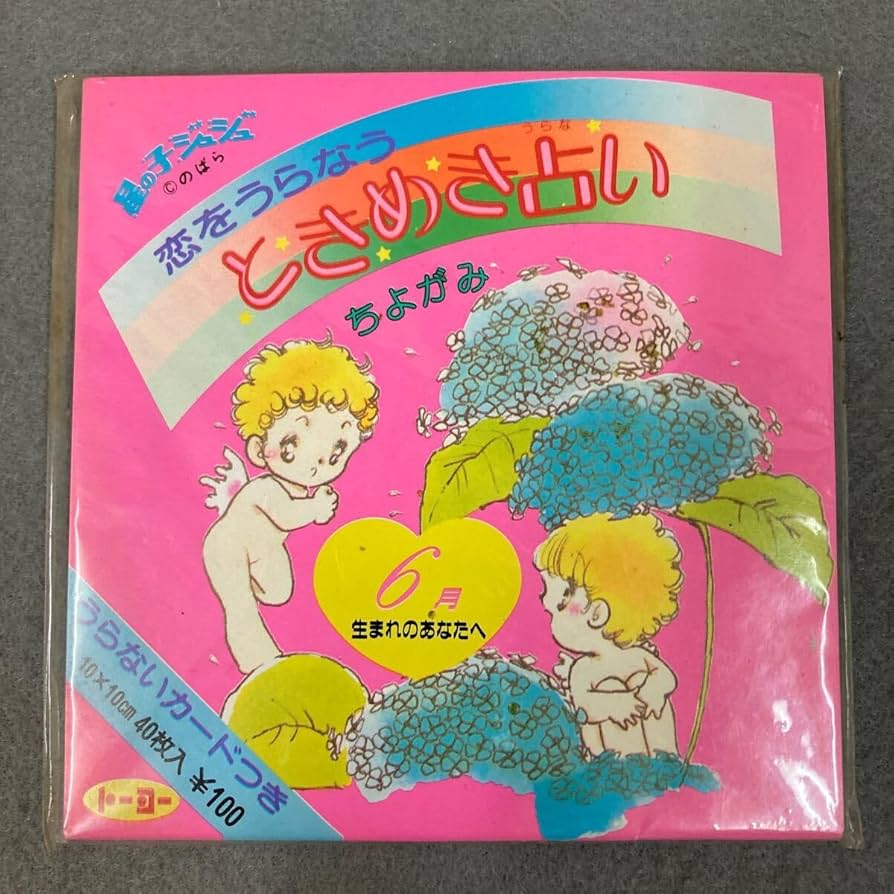 星の子ジュジュ
©のばら
恋をうらなう
うらな
ときめき占い
ちよがみ
6月
生まれのあなたへ
うらないカードつき
10×10cm 40枚入 ¥100
トーヨー